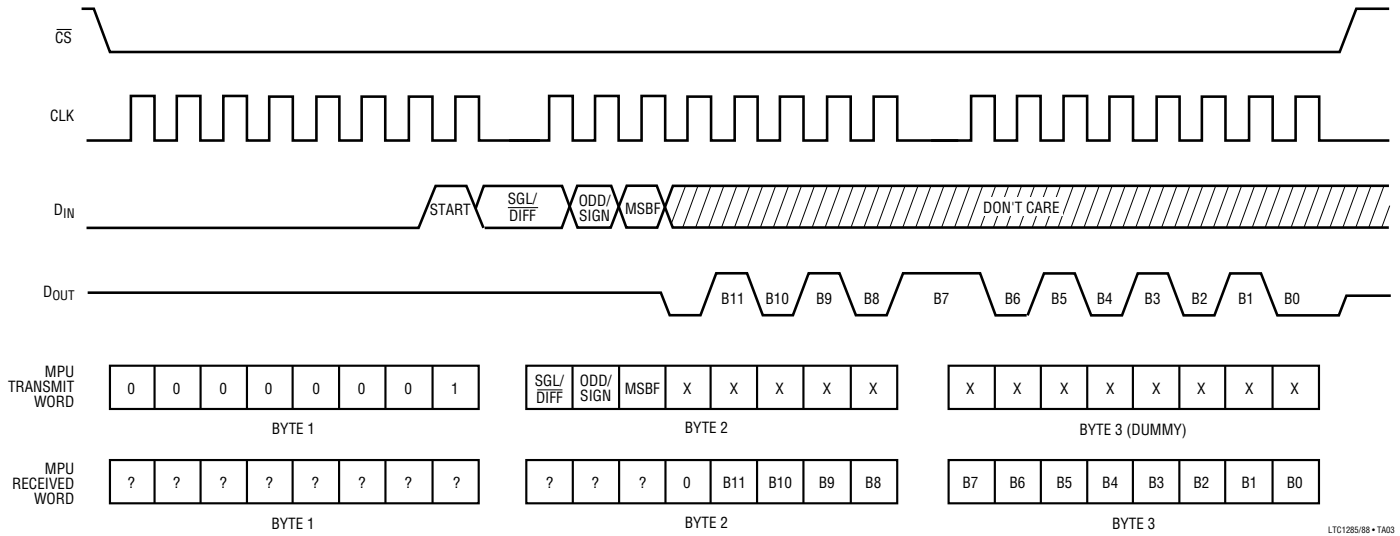 CS
CLK
DIN
START
SGL/
DIFF
ODD/
SIGN
MSBF
DON'T CARE
DOUT
B11 B10 B9 B8 B7 B6 B5 B4 B3 B2 B1 B0
MPU
TRANSMIT
WORD
0 0 0 0 0 0 0 1
SGL/
DIFF
ODD/
SIGN
MSBF X X X X X
X X X X X X X X
BYTE 1
BYTE 2
BYTE 3 (DUMMY)
MPU
RECEIVED
WORD
? ? ? ? ? ? ? ?
? ? ? 0 B11 B10 B9 B8
B7 B6 B5 B4 B3 B2 B1 B0
BYTE 1
BYTE 2
BYTE 3
LTC1285/88 • TA03